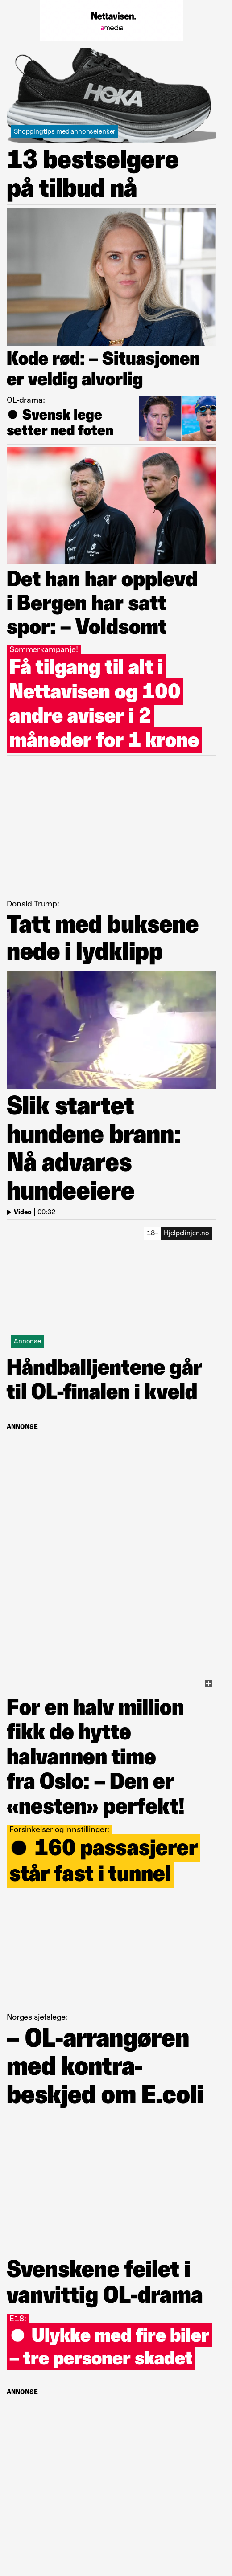 Nettavisen.
amedia
HOKA
Shoppingtips med annonselenker
13 bestselgere
på tilbud nå
Kode rød: – Situasjonen
er veldig alvorlig
OL-drama:
● Svensk lege
setter ned foten
Det han har opplevd
i Bergen har satt
spor: – Voldsomt
Sommerkampanje!
Få tilgang til alt i
Nettavisen og 100
andre aviser i 2
måneder for 1 krone
Donald Trump:
Tatt med buksene
nede i lydklipp
Slik startet
hundene brann:
Nå advares
hundeeiere
Video | 00:32
18+ Hjelpelinjen.no
Annonse
Håndballjentene går
til OL-finalen i kveld
ANNONSE
For en halv million
fikk de hytte
halvannen time
fra Oslo: – Den er
«nesten» perfekt!
Forsinkelser og innstillinger:
● 160 passasjerer
står fast i tunnel
Norges sjefslege:
– OL-arrangøren
med kontra-
beskjed om E.coli
Svenskene feilet i
vanvittig OL-drama
E18:
● Ulykke med fire biler
– tre personer skadet
ANNONSE